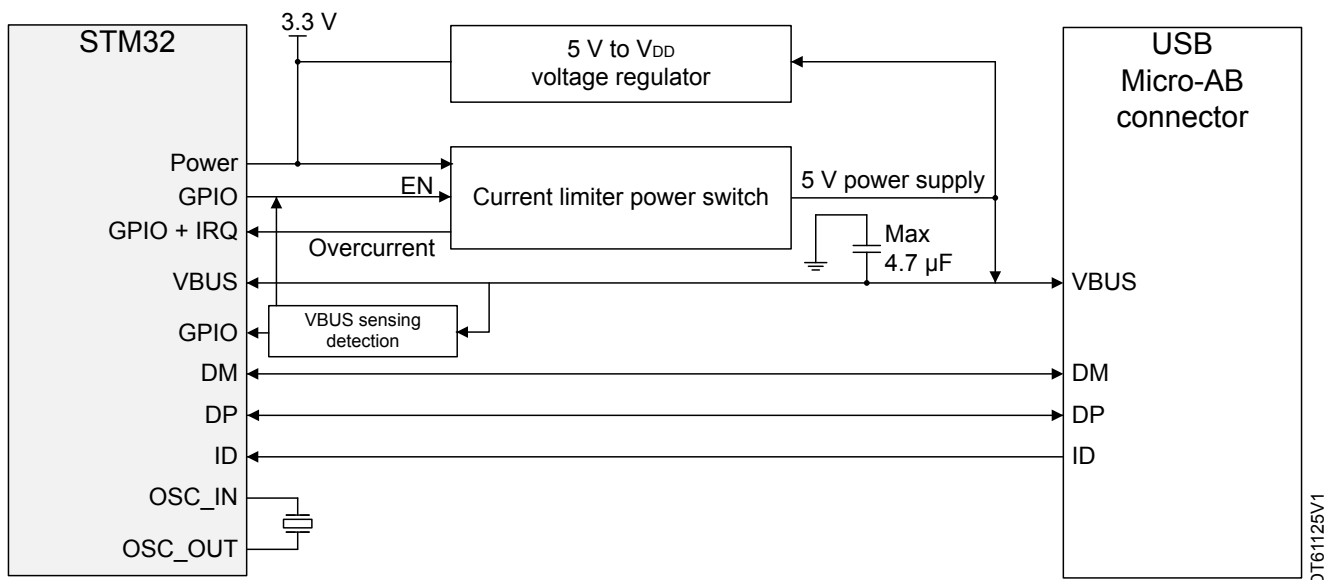 3.3 V
STM32
5 V to VDD
voltage regulator
USB
Micro-AB
connector
Power
GPIO
EN
Current limiter power switch
5 V power supply
GPIO + IRQ
Overcurrent
Max
4.7 µF
VBUS
VBUS
GPIO
VBUS sensing
detection
DM
DM
DP
DP
ID
ID
OSC_IN
OSC_OUT
DT61125V1